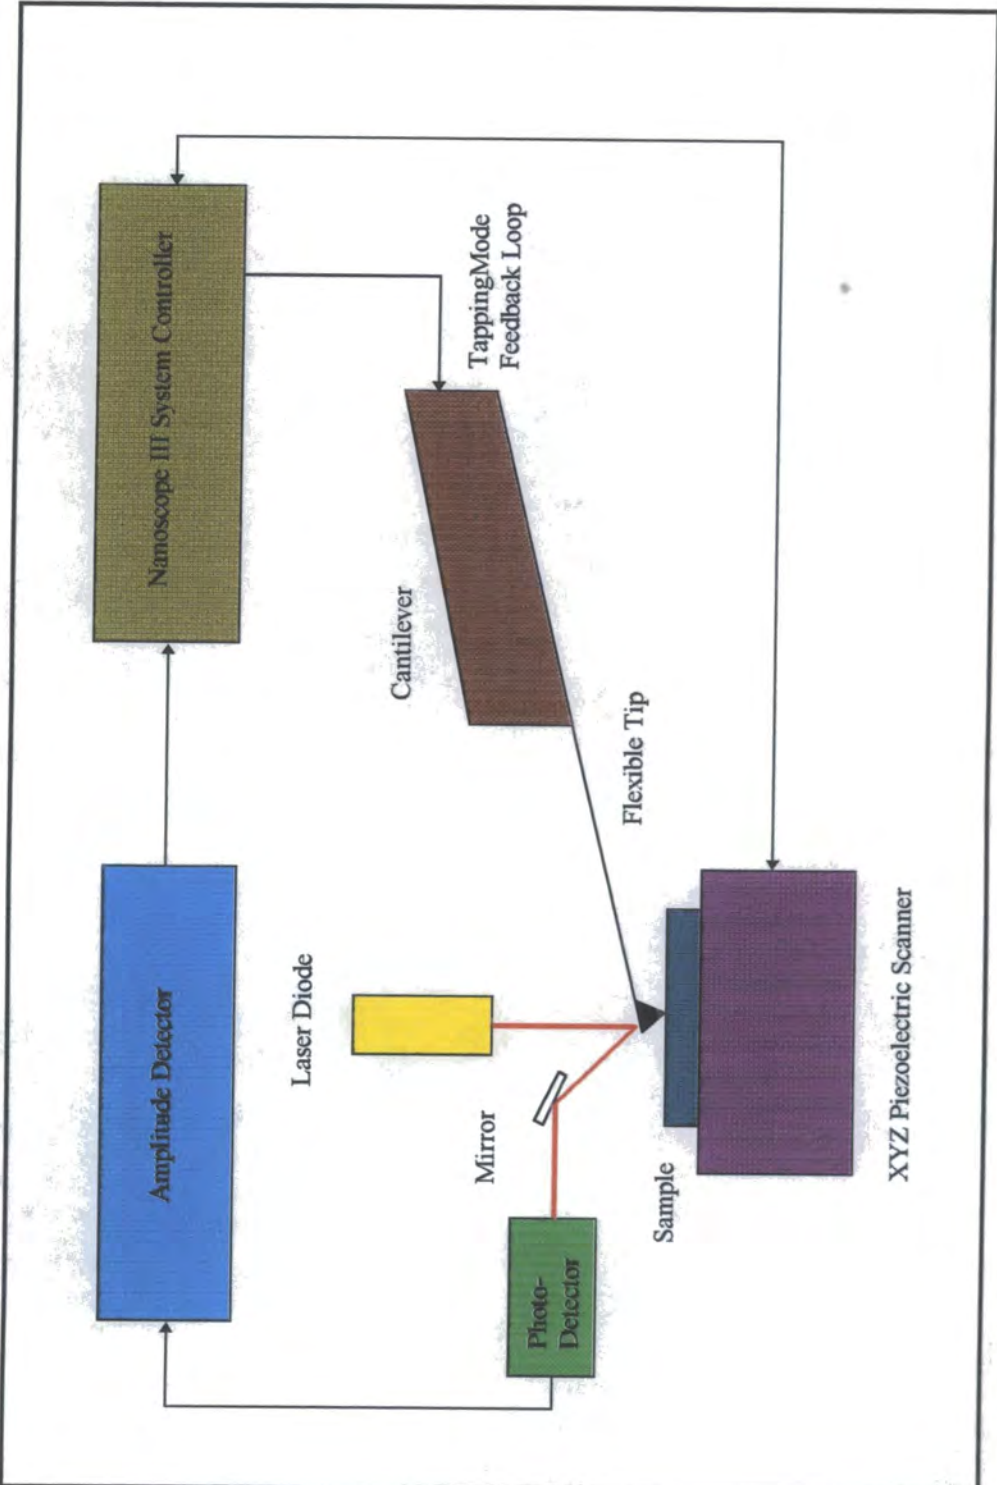 Amplitude Detector
Nanoscope III System Controller
Laser Diode
Cantilever
Mirror
TappingMode
Feedback Loop
Photo-
Detector
Flexible Tip
Sample
XYZ Piezoelectric Scanner